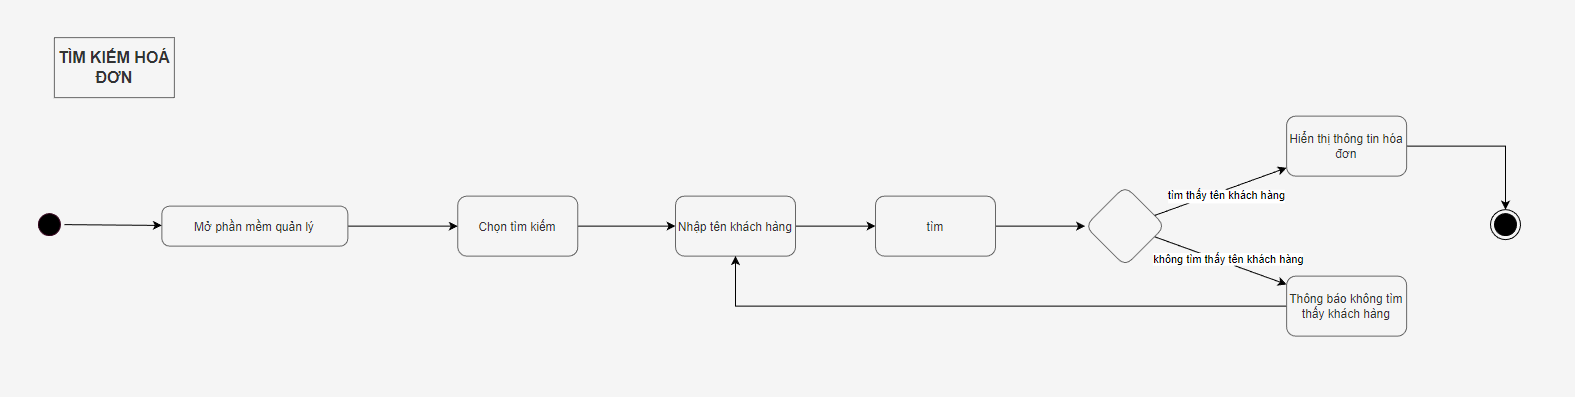 TÌM KIẾM HOÁ
ĐƠN
Mở phần mềm quản lý
Chọn tìm kiếm
Nhập tên khách hàng
tìm
tìm thấy tên khách hàng
không tìm thấy tên khách hàng
Hiển thị thông tin hóa
đơn
Thông báo không tìm
thấy khách hàng